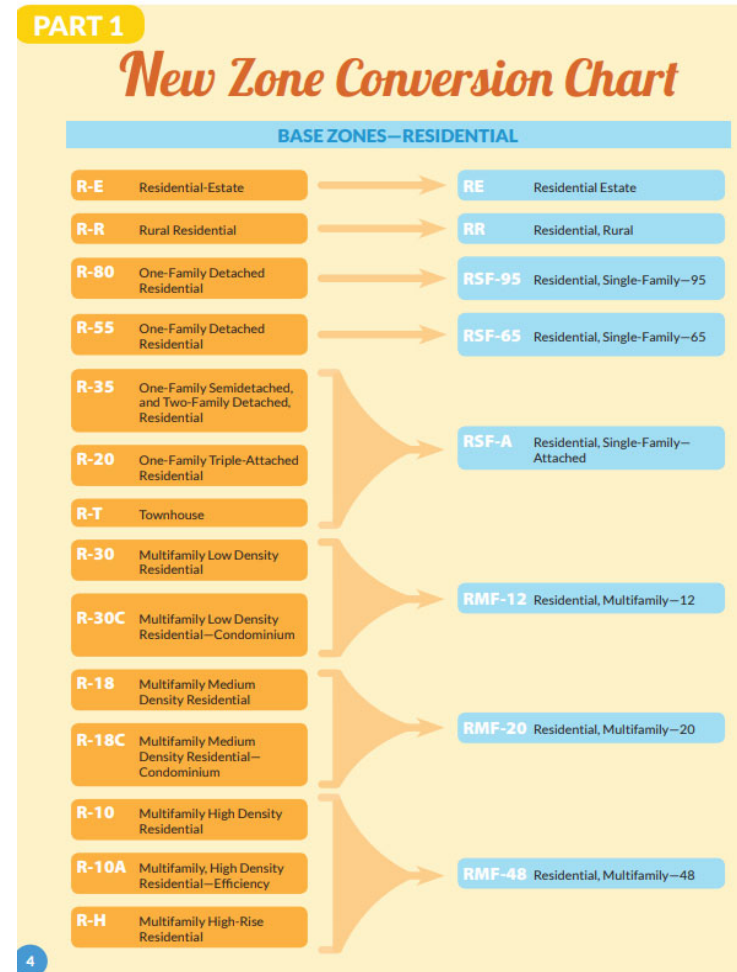 PART 1
New Zone Conversion Chart
BASE ZONES—RESIDENTIAL
R-E Residential-Estate
RE Residential Estate
R-R Rural Residential
RR Residential, Rural
R-80 One-Family Detached
Residential
RSF-95 Residential, Single-Family—95
R-55 One-Family Detached
Residential
RSF-65 Residential, Single-Family—65
R-35 One-Family Semidetached,
and Two-Family Detached,
Residential
R-20 One-Family Triple-Attached
Residential
R-T Townhouse
RSF-A Residential, Single-Family—
Attached
R-30 Multifamily Low Density
Residential
R-30C Multifamily Low Density
Residential—Condominium
RMF-12 Residential, Multifamily—12
R-18 Multifamily Medium
Density Residential
R-18C Multifamily Medium
Density Residential—
Condominium
RMF-20 Residential, Multifamily—20
R-10 Multifamily High Density
Residential
R-10A Multifamily, High Density
Residential—Efficiency
R-H Multifamily High-Rise
Residential
RMF-48 Residential, Multifamily—48
4